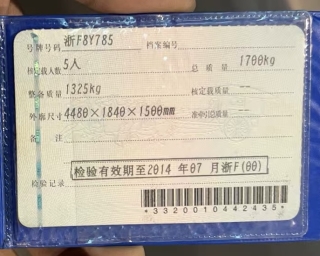 号牌号码 浙F8Y785 档案编号
核定载人数 5人 总质量 1700kg
整备质量 1325kg 核定载质量 --
外廓尺寸 4480×1840×1500mm 准牵引总质量 --
备注
检验有效期至2014 年07 月浙F(00)
检验记录
*3320010442435*